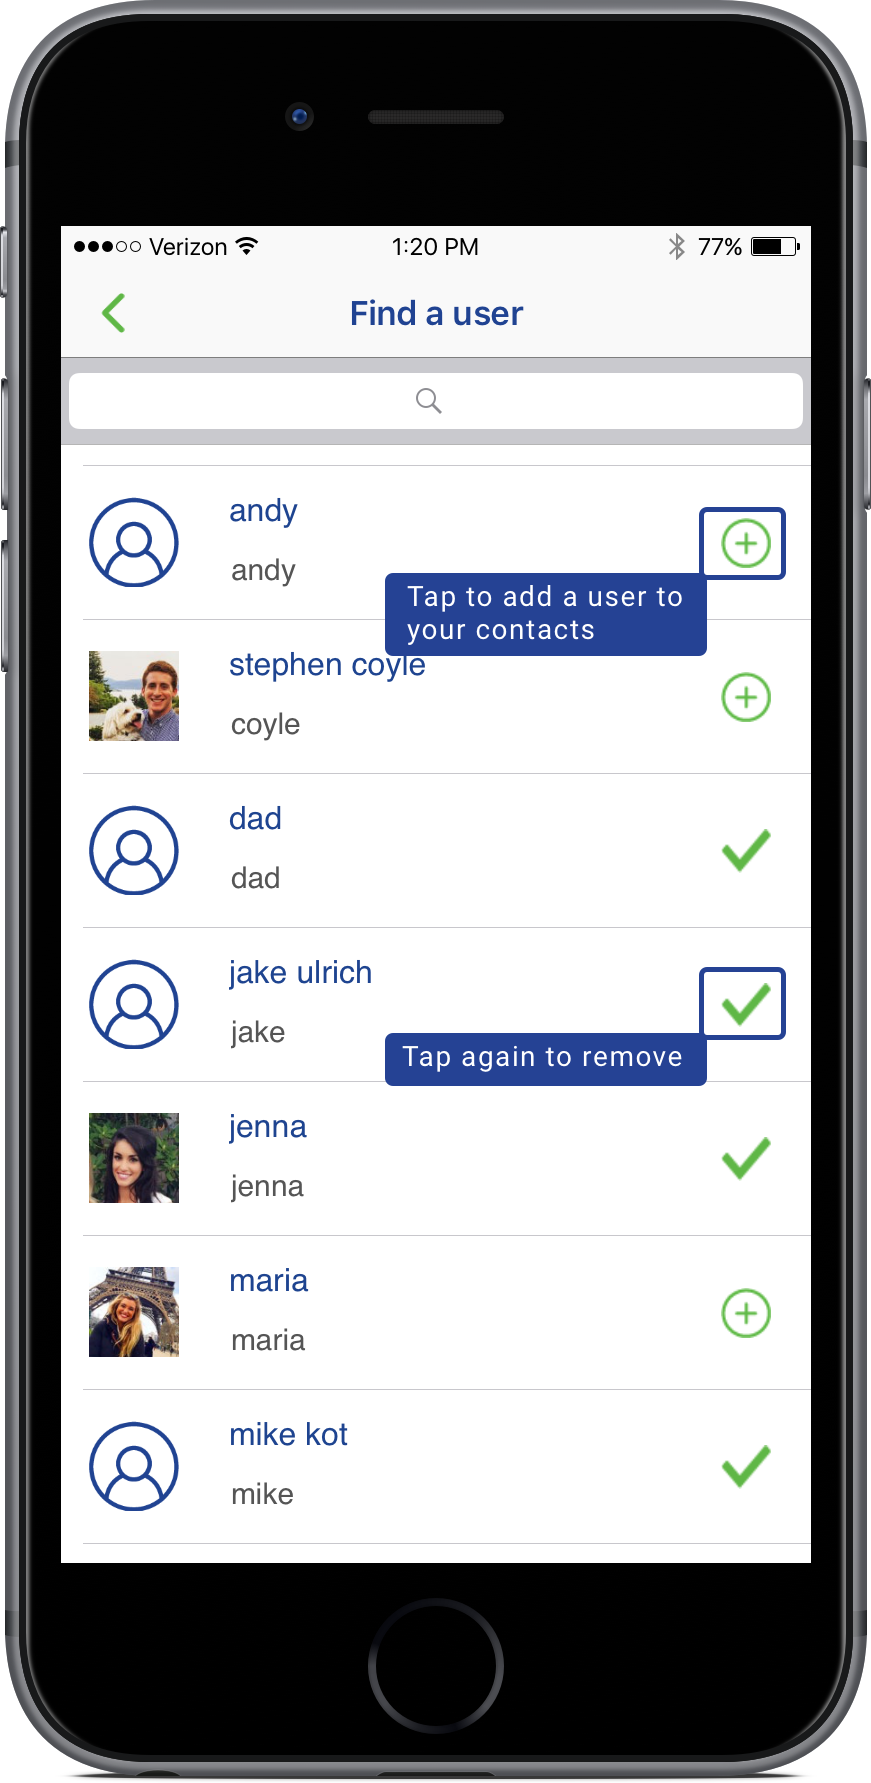 Verizon 1:20 PM 77%
Find a user
andy
andy
Tap to add a user to
your contacts
stephen coyle
coyle
dad
dad
jake ulrich
jake
Tap again to remove
jenna
jenna
maria
maria
mike kot
mike